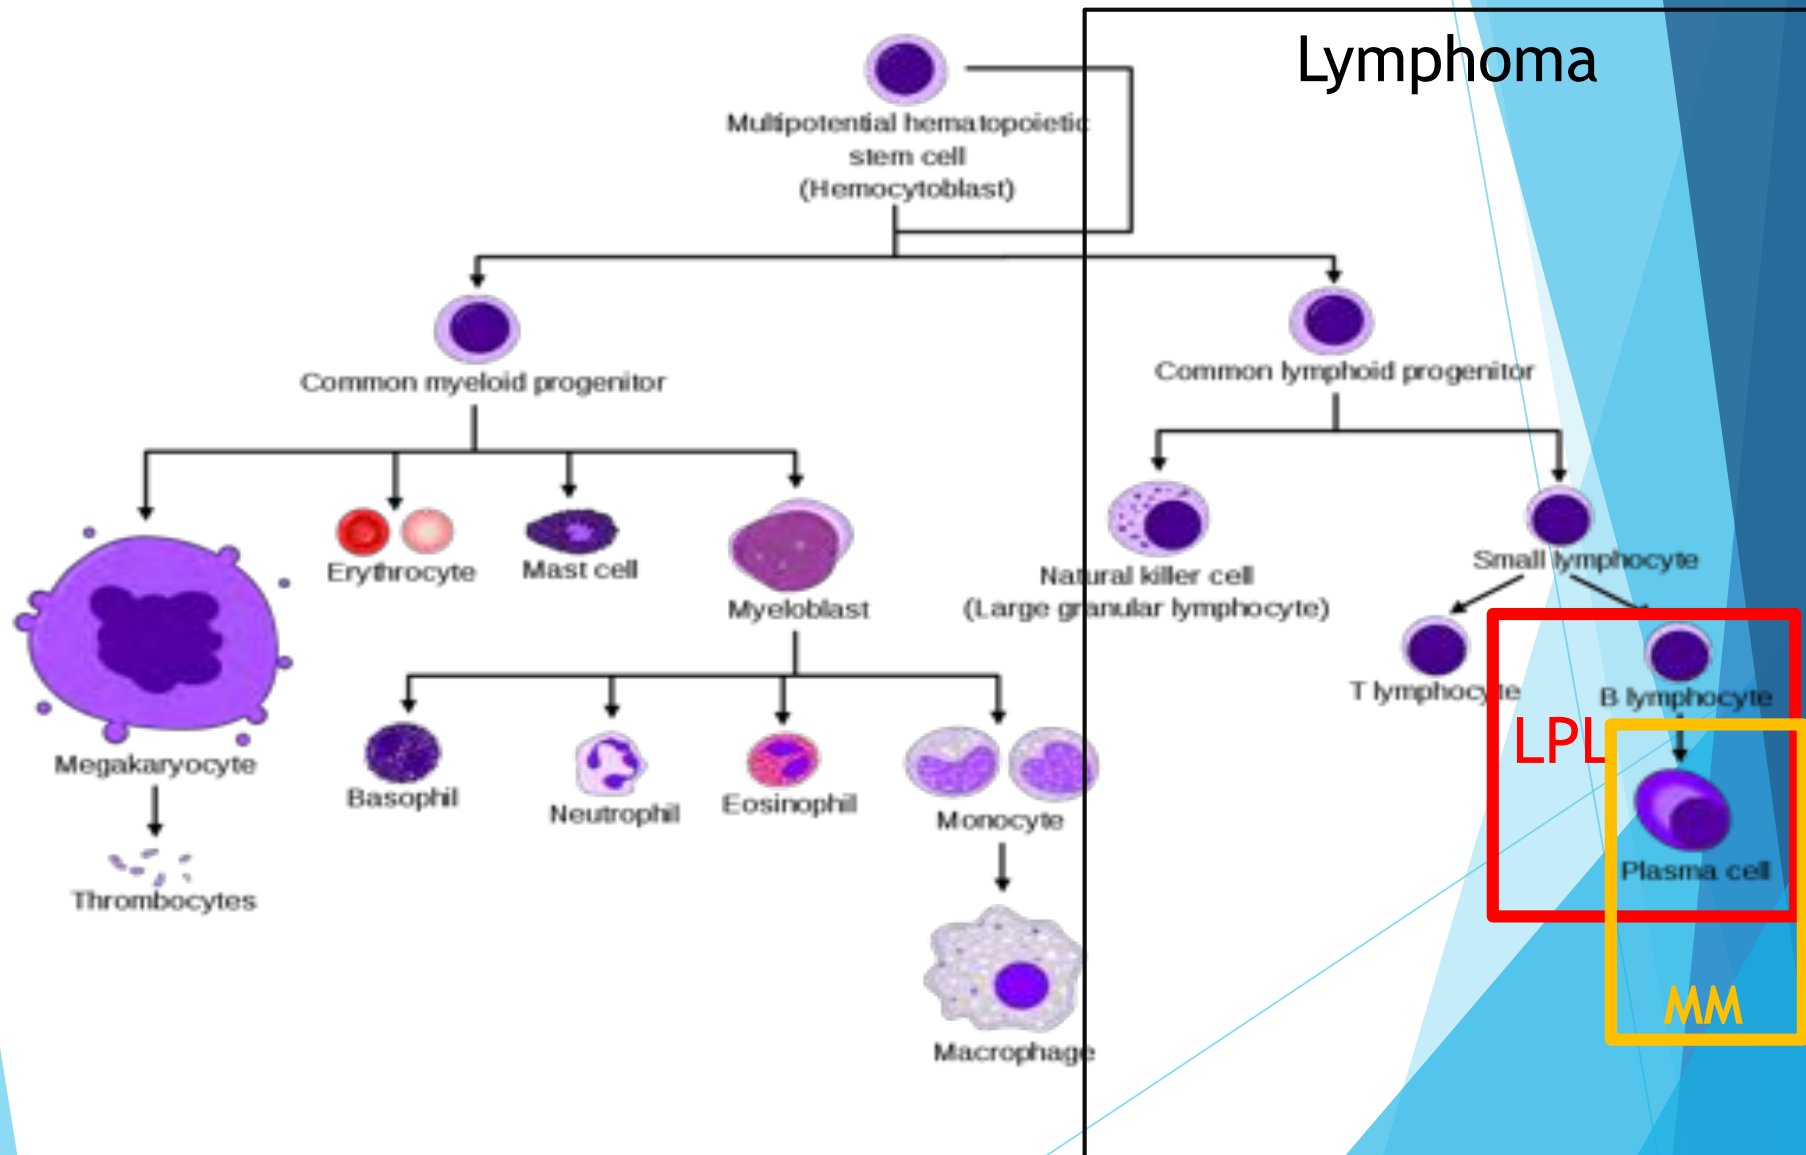 Lymphoma
Multipotential hematopoietic
stem cell
(Hemocytoblast)
Common myeloid progenitor
Common lymphoid progenitor
Erythrocyte
Mast cell
Myeloblast
Natural killer cell
(Large granular lymphocyte)
Small lymphocyte
T lymphocyte
B lymphocyte
LPL
Megakaryocyte
Basophil
Neutrophil
Eosinophil
Monocyte
Plasma cell
Thrombocytes
MM
Macrophage